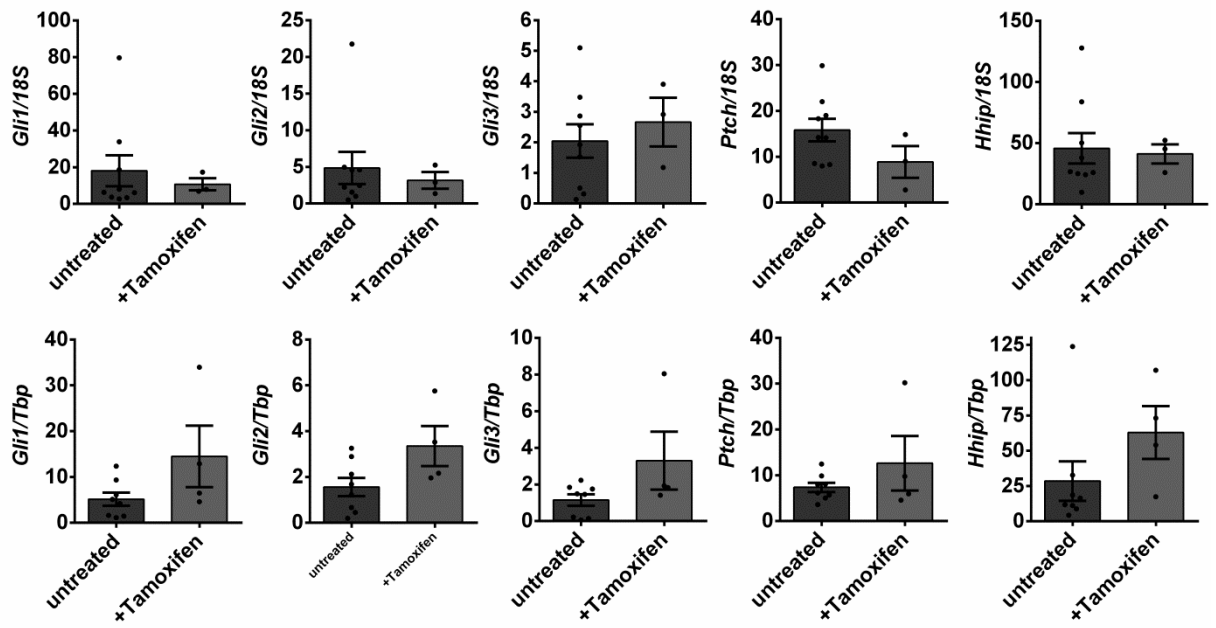 Gli1/18S
100
80
60
40
20
0
untreated
+Tamoxifen
Gli2/18S
25
20
15
10
5
0
untreated
+Tamoxifen
Gli3/18S
6
5
4
3
2
1
0
untreated
+Tamoxifen
Ptch/18S
40
30
20
10
0
untreated
+Tamoxifen
Hhip/18S
150
100
50
0
untreated
+Tamoxifen
Gli1/Tbp
40
30
20
10
0
untreated
+Tamoxifen
Gli2/Tbp
8
6
4
2
0
untreated
+Tamoxifen
Gli3/Tbp
10
8
6
4
2
0
untreated
+Tamoxifen
Ptch/Tbp
40
30
20
10
0
untreated
+Tamoxifen
Hhip/Tbp
125
100
75
50
25
0
untreated
+Tamoxifen